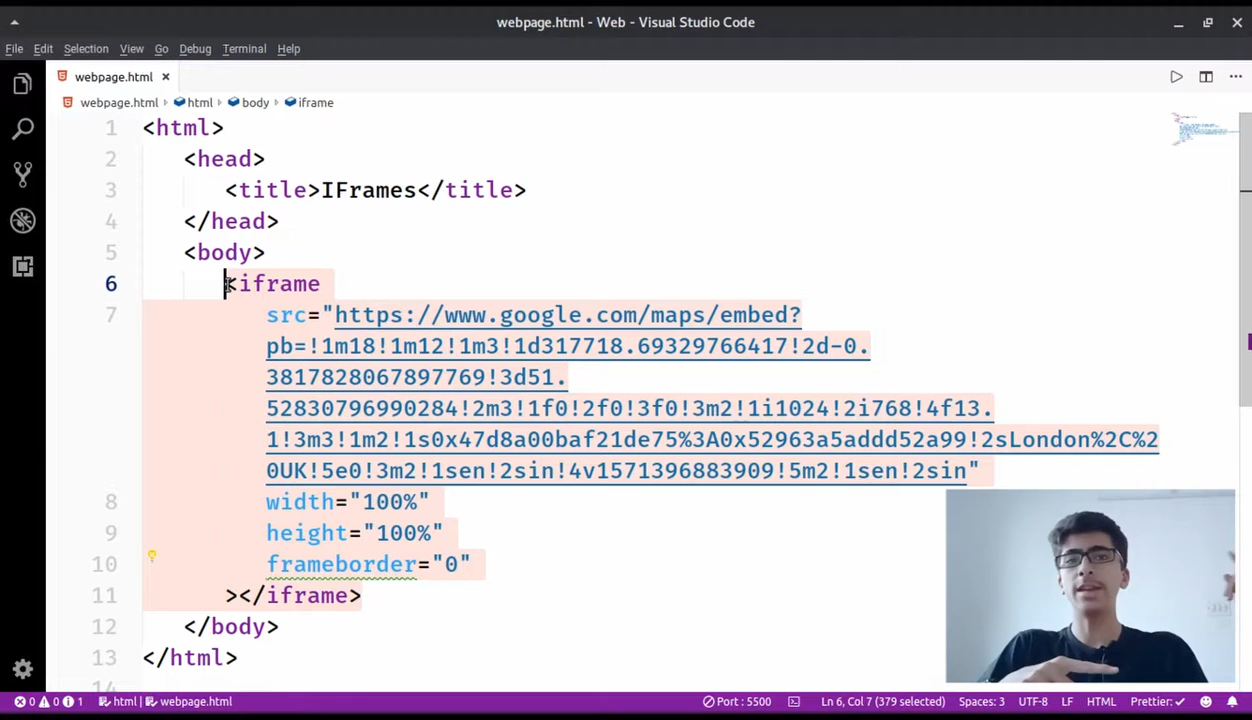 webpage.html - Web - Visual Studio Code
File Edit Selection View Go Debug Terminal Help
webpage.html
webpage.html html body iframe
1 <html>
2 <head>
3 <title>IFrames</title>
4 </head>
5 <body>
6 <iframe
7 src="https://www.google.com/maps/embed?
pb=!1m18!1m12!1m3!1d317718.69329766417!2d-0.
3817828067897769!3d51.
52830796990284!2m3!1f0!2f0!3f0!3m2!1i1024!2i768!4f13.
1!3m3!1m2!1s0x47d8a00baf21de75%3A0x52963a5addd52a99!2sLondon%2C%2
0UK!5e0!3m2!1sen!2sin!4v1571396883909!5m2!1sen!2sin"
8 width="100%"
9 height="100%"
10 frameborder="0"
11 ></iframe>
12 </body>
13 </html>
14
0 0 1 html | webpage.html Port : 5500 Ln 6, Col 7 (379 selected) Spaces: 3 UTF-8 LF HTML Prettier: